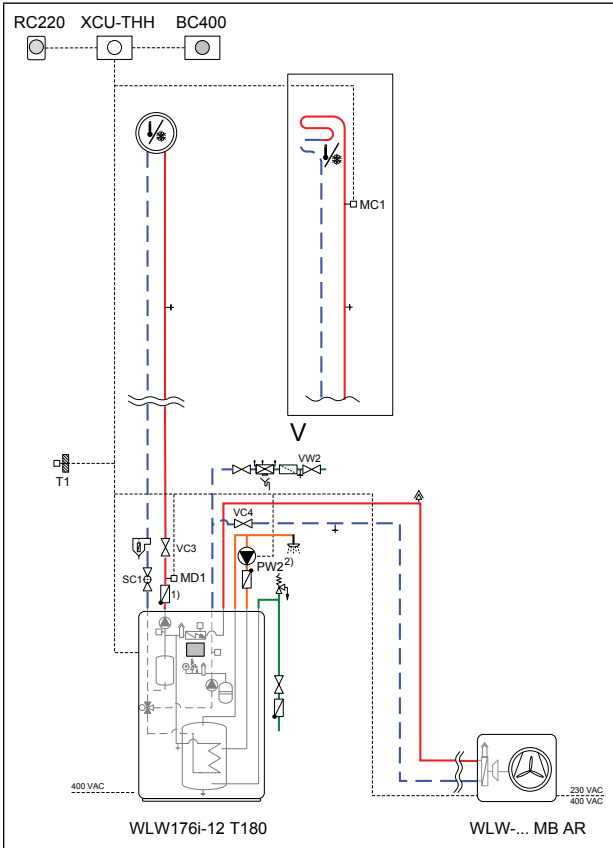 RC220 XCU-THH BC400
MC1
V
VW2
T1
VC4
VC3
PW2 2)
SC1
MD1
1)
400 VAC
230 VAC
400 VAC
WLW176i-12 T180
WLW-... MB AR